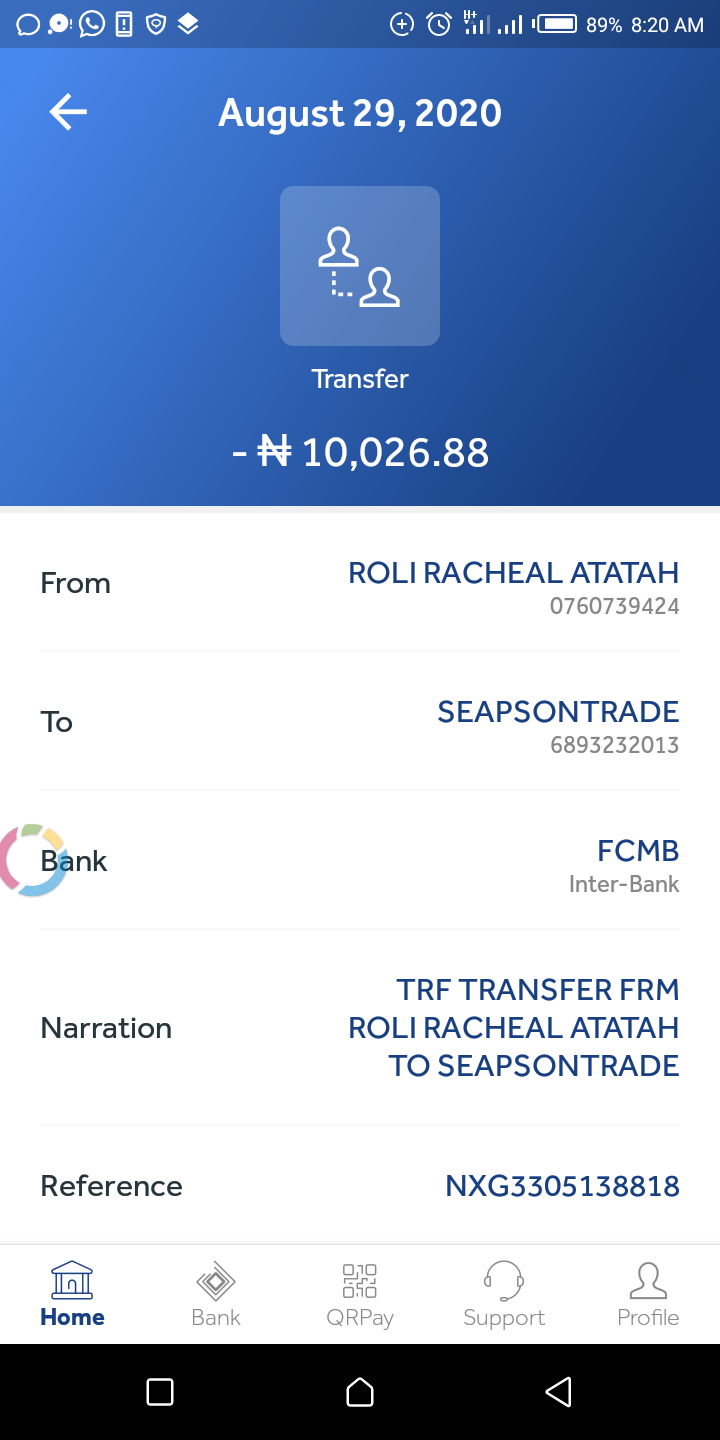 89% 8:20 AM
August 29, 2020
Transfer
- ₦ 10,026.88
From
ROLI RACHEAL ATATAH
0760739424
To
SEAPSONTRADE
6893232013
Bank
FCMB
Inter-Bank
Narration
TRF TRANSFER FRM
ROLI RACHEAL ATATAH
TO SEAPSONTRADE
Reference
NXG3305138818
Home
Bank
QRPay
Support
Profile